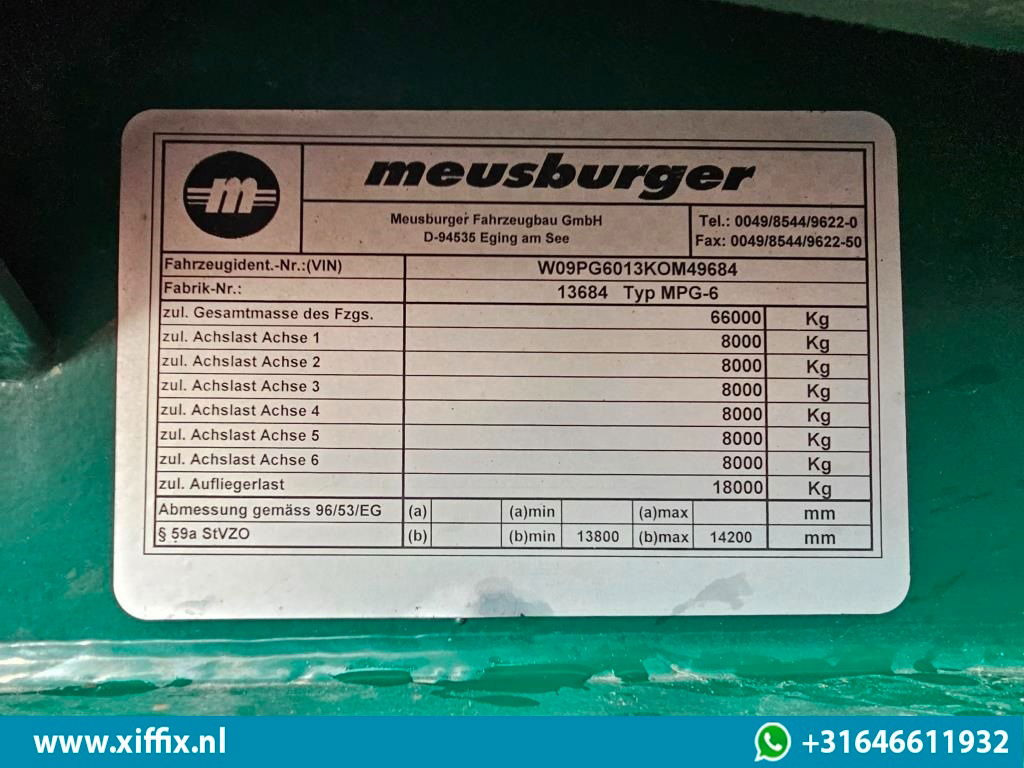 m
meusburger
Meusburger Fahrzeugbau GmbH
D-94535 Eging am See
Tel.: 0049/8544/9622-0
Fax: 0049/8544/9622-50
Fahrzeugident.-Nr.:(VIN) W09PG6013KOM49684
Fabrik-Nr.: 13684 Typ MPG-6
zul. Gesamtmasse des Fzgs. 66000 Kg
zul. Achslast Achse 1 8000 Kg
zul. Achslast Achse 2 8000 Kg
zul. Achslast Achse 3 8000 Kg
zul. Achslast Achse 4 8000 Kg
zul. Achslast Achse 5 8000 Kg
zul. Achslast Achse 6 8000 Kg
zul. Aufliegerlast 18000 Kg
Abmessung gemäss 96/53/EG (a) (a)min (a)max mm
§ 59a StVZO (b) (b)min 13800 (b)max 14200 mm
www.xiffix.nl +31646611932